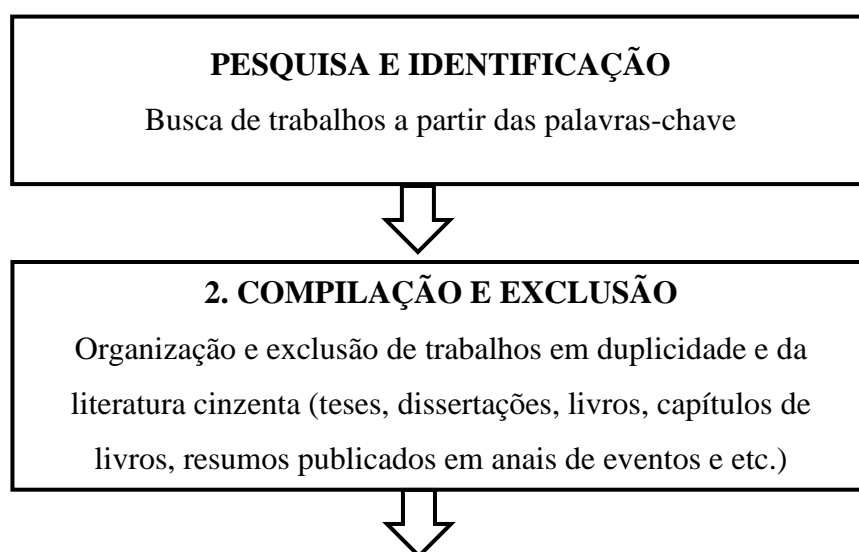 PESQUISA E IDENTIFICAÇÃO
Busca de trabalhos a partir das palavras-chave
2. COMPILAÇÃO E EXCLUSÃO
Organização e exclusão de trabalhos em duplicidade e da
literatura cinzenta (teses, dissertações, livros, capítulos de
livros, resumos publicados em anais de eventos e etc.)